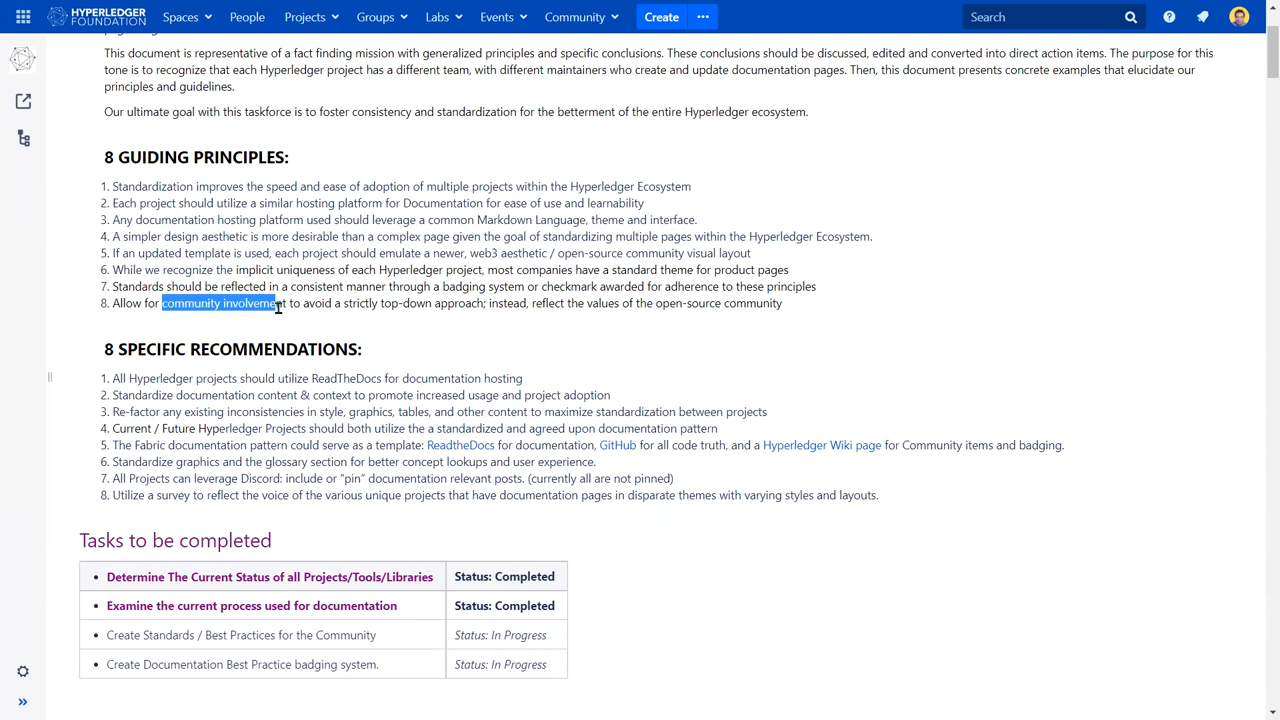 HYPERLEDGER
FOUNDATION
Spaces
People
Projects
Groups
Labs
Events
Community
Create
Search
This document is representative of a fact finding mission with generalized principles and specific conclusions. These conclusions should be discussed, edited and converted into direct action items. The purpose for this
tone is to recognize that each Hyperledger project has a different team, with different maintainers who create and update documentation pages. Then, this document presents concrete examples that elucidate our
principles and guidelines.
Our ultimate goal with this taskforce is to foster consistency and standardization for the betterment of the entire Hyperledger ecosystem.
8 GUIDING PRINCIPLES:
1. Standardization improves the speed and ease of adoption of multiple projects within the Hyperledger Ecosystem
2. Each project should utilize a similar hosting platform for Documentation for ease of use and learnability
3. Any documentation hosting platform used should leverage a common Markdown Language, theme and interface.
4. A simpler design aesthetic is more desirable than a complex page given the goal of standardizing multiple pages within the Hyperledger Ecosystem.
5. If an updated template is used, each project should emulate a newer, web3 aesthetic / open-source community visual layout
6. While we recognize the implicit uniqueness of each Hyperledger project, most companies have a standard theme for product pages
7. Standards should be reflected in a consistent manner through a badging system or checkmark awarded for adherence to these principles
8. Allow for community involvement to avoid a strictly top-down approach; instead, reflect the values of the open-source community
8 SPECIFIC RECOMMENDATIONS:
1. All Hyperledger projects should utilize ReadTheDocs for documentation hosting
2. Standardize documentation content & context to promote increased usage and project adoption
3. Re-factor any existing inconsistencies in style, graphics, tables, and other content to maximize standardization between projects
4. Current / Future Hyperledger Projects should both utilize the a standardized and agreed upon documentation pattern
5. The Fabric documentation pattern could serve as a template: ReadtheDocs for documentation, GitHub for all code truth, and a Hyperledger Wiki page for Community items and badging.
6. Standardize graphics and the glossary section for better concept lookups and user experience.
7. All Projects can leverage Discord: include or "pin" documentation relevant posts. (currently all are not pinned)
8. Utilize a survey to reflect the voice of the various unique projects that have documentation pages in disparate themes with varying styles and layouts.
Tasks to be completed
• Determine The Current Status of all Projects/Tools/Libraries Status: Completed
• Examine the current process used for documentation Status: Completed
• Create Standards / Best Practices for the Community Status: In Progress
• Create Documentation Best Practice badging system. Status: In Progress